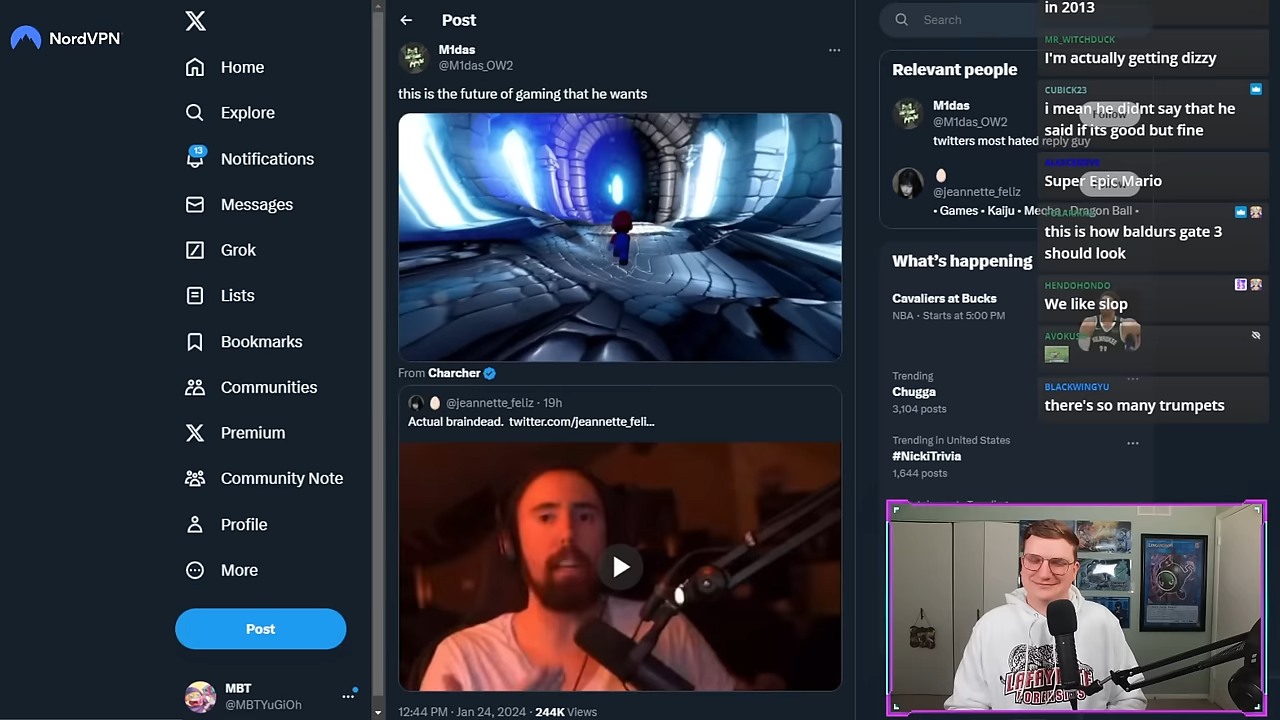 NordVPN
Home
Explore
13
Notifications
Messages
Grok
Lists
Bookmarks
Communities
Premium
Community Note
Profile
More
Post
MBT
@MBTYuGiOh
Post
M1das
@M1das_OW2
this is the future of gaming that he wants
From Charcher
@jeannette_feliz · 19h
Actual braindead. twitter.com/jeannette_feli...
12:44 PM · Jan 24, 2024 · 244K Views
Search
Relevant people
M1das
@M1das_OW2
Follow
twitters most hated reply guy
@jeannette_feliz
• Games • Kaiju • Mecha • Dragon Ball •
What's happening
Cavaliers at Bucks
NBA · Starts at 5:00 PM
Trending
Chugga
3,104 posts
Trending in United States
#NickiTrivia
1,644 posts
in 2013
MR_WITCHDUCK
I'm actually getting dizzy
CUBICK23
i mean he didnt say that he
said if its good but fine
Super Epic Mario
this is how baldurs gate 3
should look
HENDOHONDO
We like slop
BLACKWINGYU
there's so many trumpets
LAFAYETTE
FORENSICS